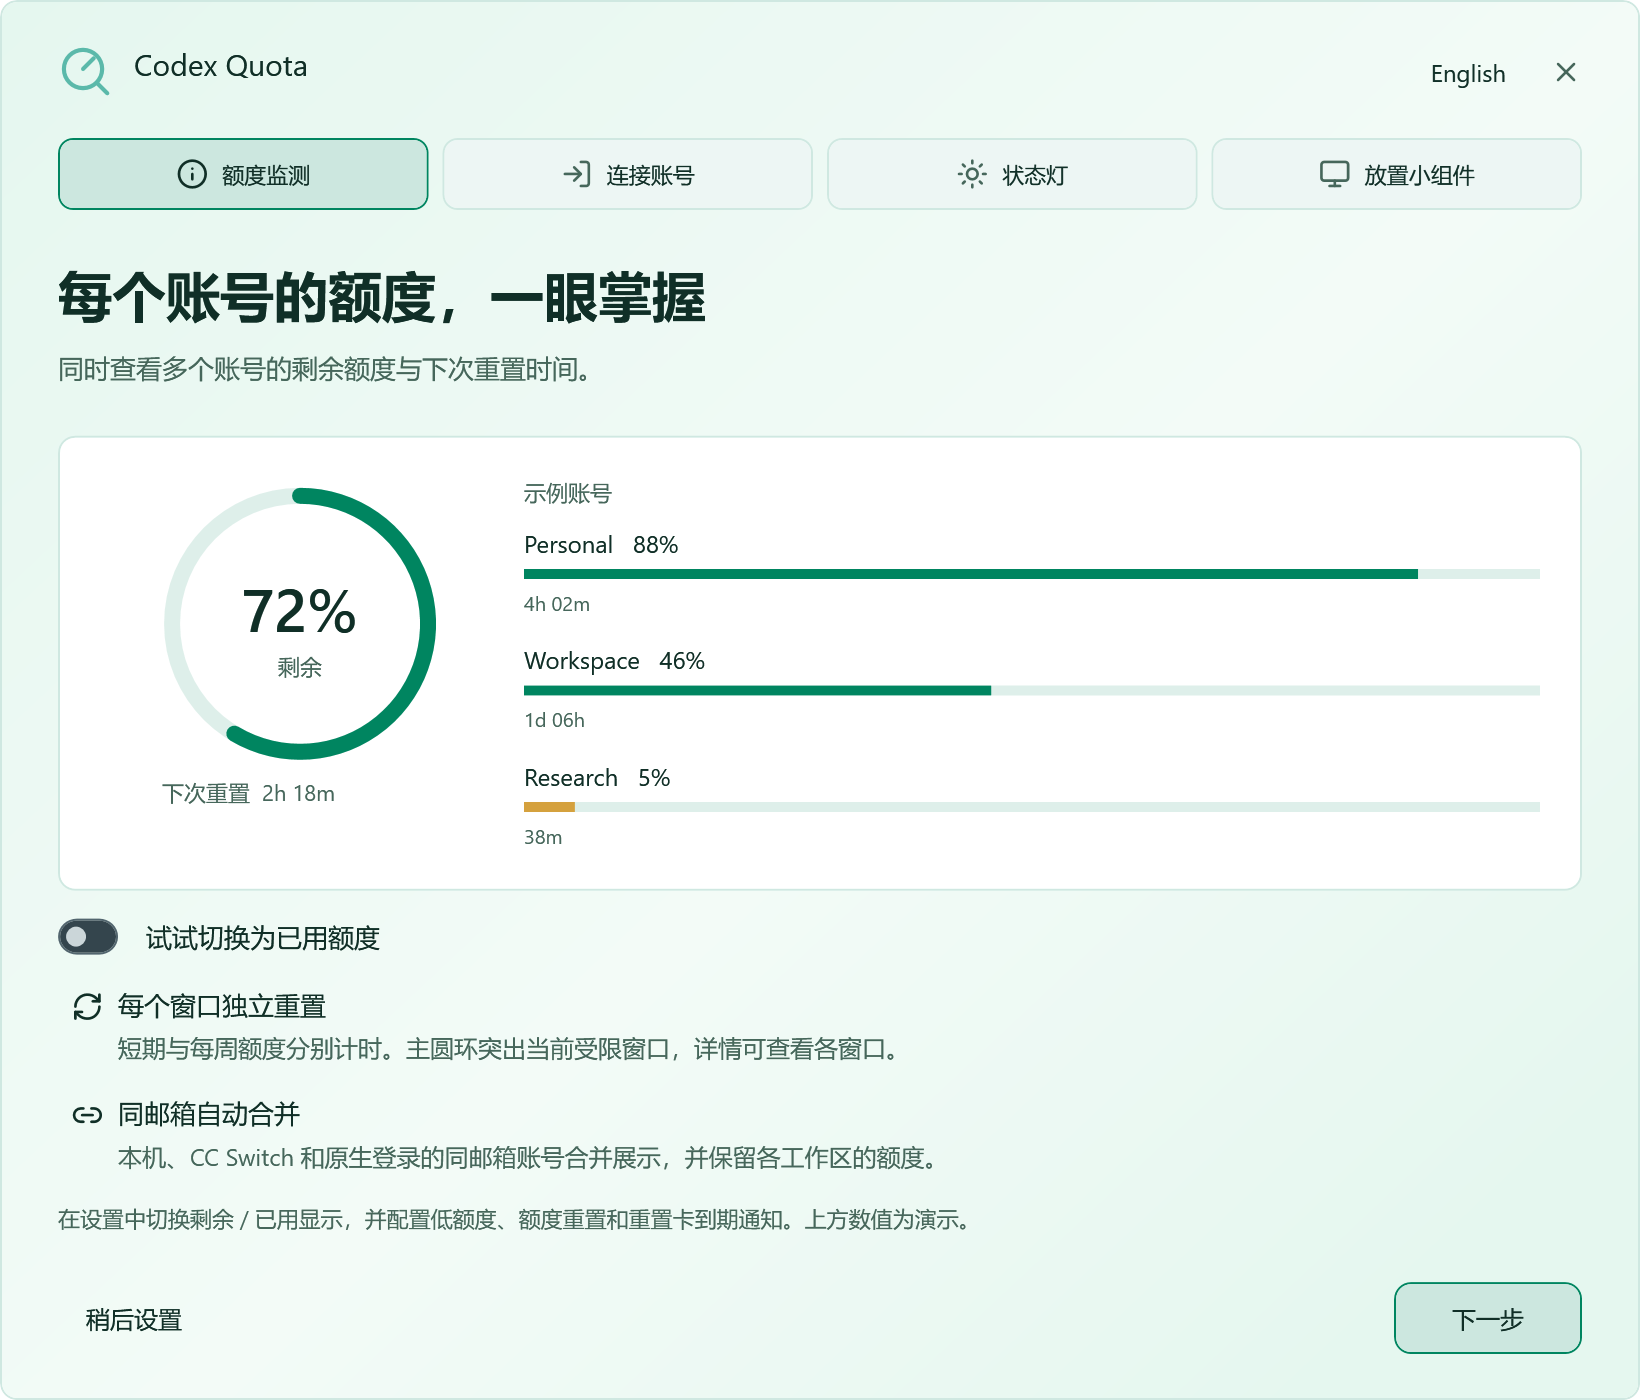 Codex Quota
English
额度监测
连接账号
状态灯
放置小组件
每个账号的额度，一眼掌握
同时查看多个账号的剩余额度与下次重置时间。
72%
剩余
下次重置 2h 18m
示例账号
Personal 88%
4h 02m
Workspace 46%
1d 06h
Research 5%
38m
试试切换为已用额度
每个窗口独立重置
短期与每周额度分别计时。主圆环突出当前受限窗口，详情可查看各窗口。
同邮箱自动合并
本机、CC Switch 和原生登录的同邮箱账号合并展示，并保留各工作区的额度。
在设置中切换剩余 / 已用显示，并配置低额度、额度重置和重置卡到期通知。上方数值为演示。
稍后设置
下一步